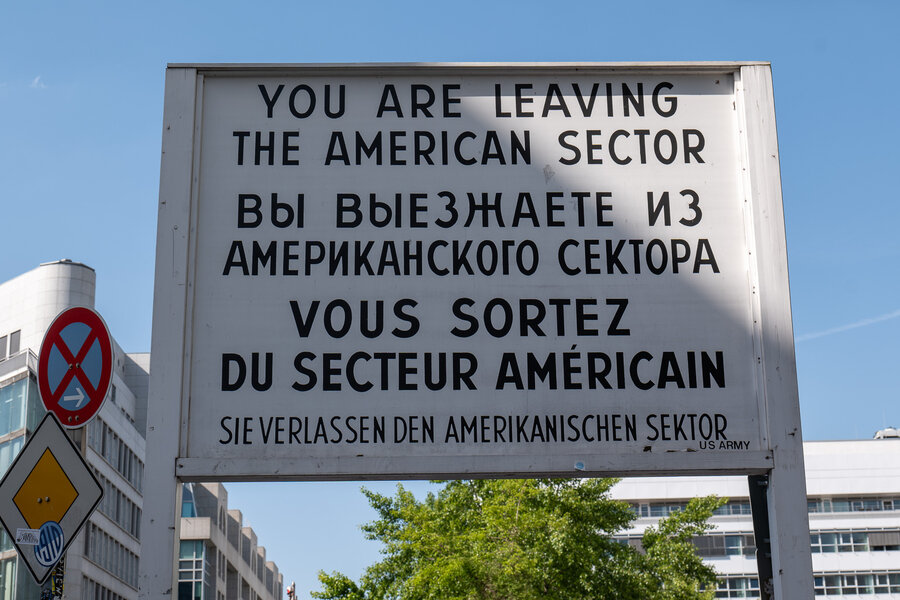 YOU ARE LEAVING
THE AMERICAN SECTOR
ВЫ ВЫЕЗЖАЕТЕ ИЗ
АМЕРИКАНСКОГО СЕКТОРА
VOUS SORTEZ
DU SECTEUR AMÉRICAIN
SIE VERLASSEN DEN AMERIKANISCHEN SEKTOR
US ARMY